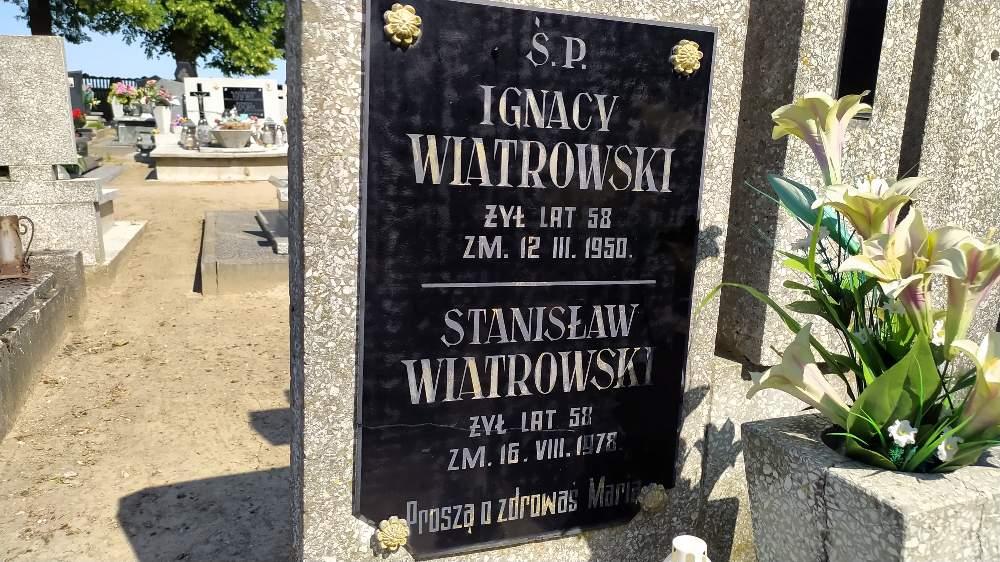 Ś.P.
IGNACY
WIATROWSKI
ŻYŁ LAT 58
ZM. 12 III. 1950.
STANISŁAW
WIATROWSKI
ŻYŁ LAT 58
ZM. 16. VIII. 1978.
Proszą o zdrowaś Maria